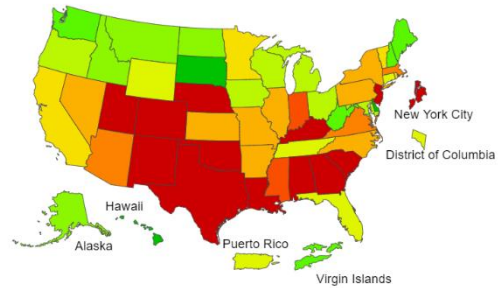 New York City
District of Columbia
Hawaii
Alaska
Puerto Rico
Virgin Islands